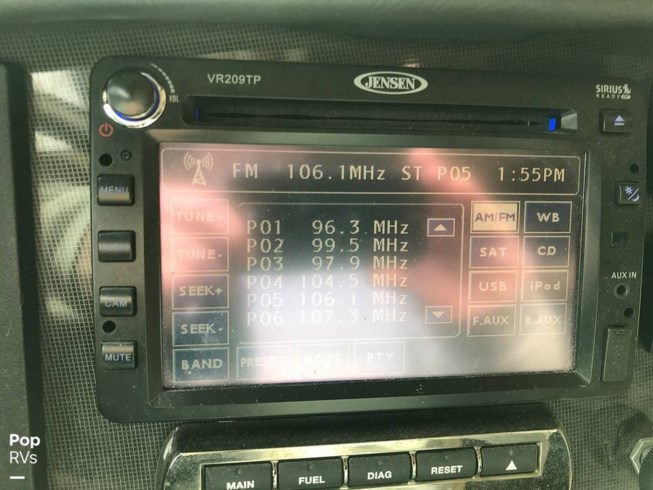 VR209TP
JENSEN
SIRIUS
READY
VOL
FM 106.1MHz ST P05 1:55PM
MENU
TUNE+
P01 96.3 MHz
AM/FM WB
P02 99.5 MHz
TUNE-
P03 97.9 MHz
SAT CD
SEEK+
P04 104.5 MHz
USB iPod
AUX IN
CAM
P05 106.1 MHz
SEEK-
P06 107.3 MHz
F.AUX R.AUX
MUTE
BAND
PTY
Pop
RVs
MAIN FUEL DIAG RESET